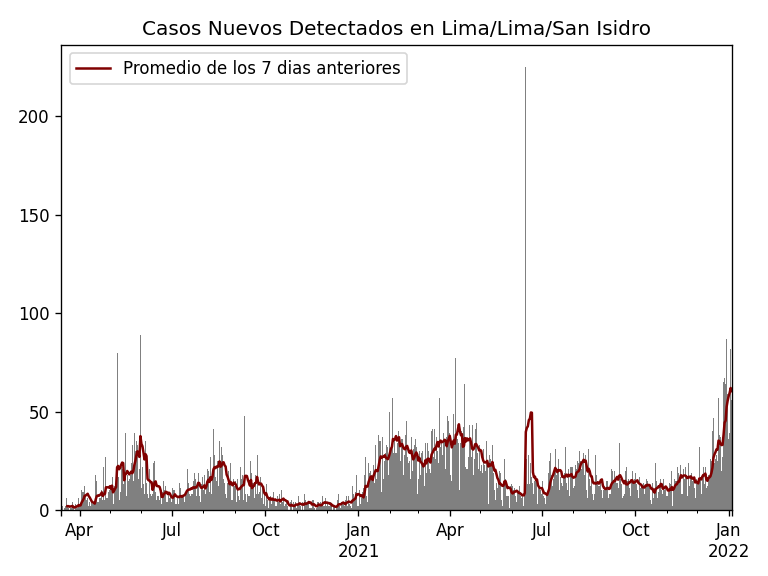 Casos Nuevos Detectados en Lima/Lima/San Isidro
Promedio de los 7 dias anteriores
200
150
100
50
0
Apr Jul Oct Jan Apr Jul Oct Jan
2021 2022